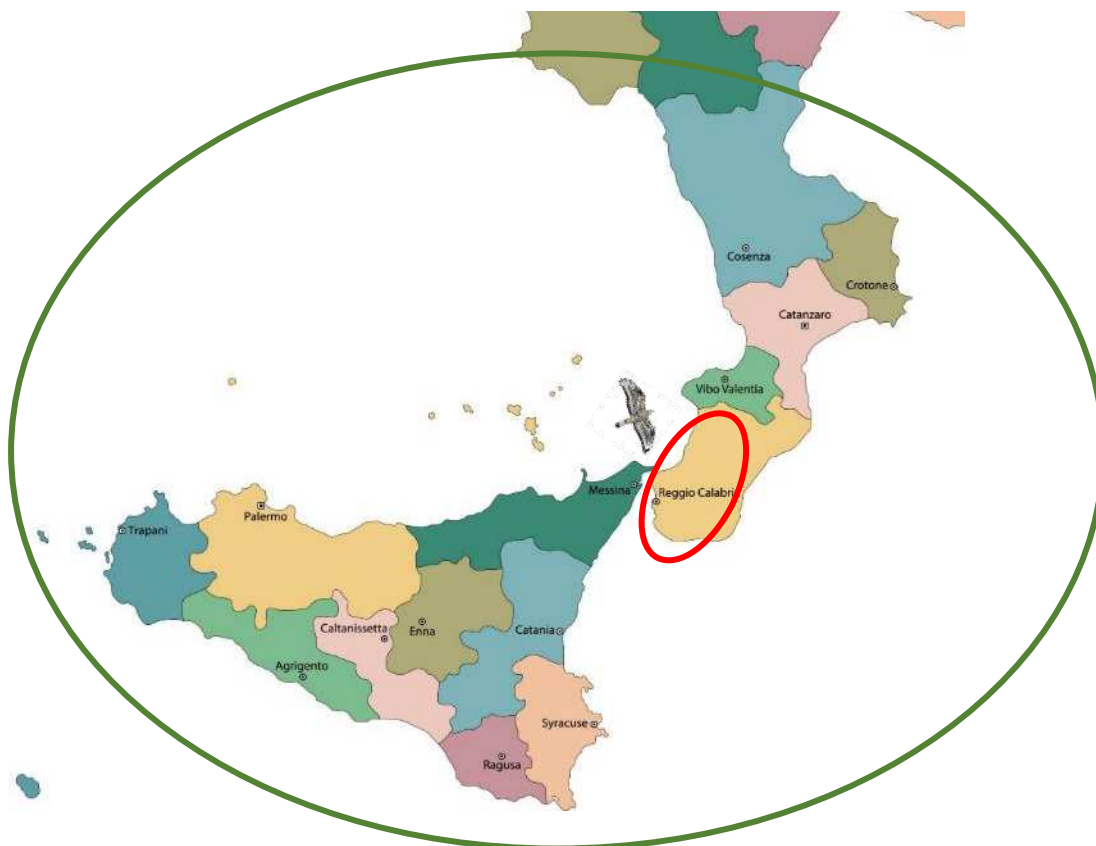 Cosenza
Crotone
Catanzaro
Vibo Valentia
Messina
Reggio Calabri
Palermo
Trapani
Caltanissetta
Enna
Catania
Agrigento
Syracuse
Ragusa